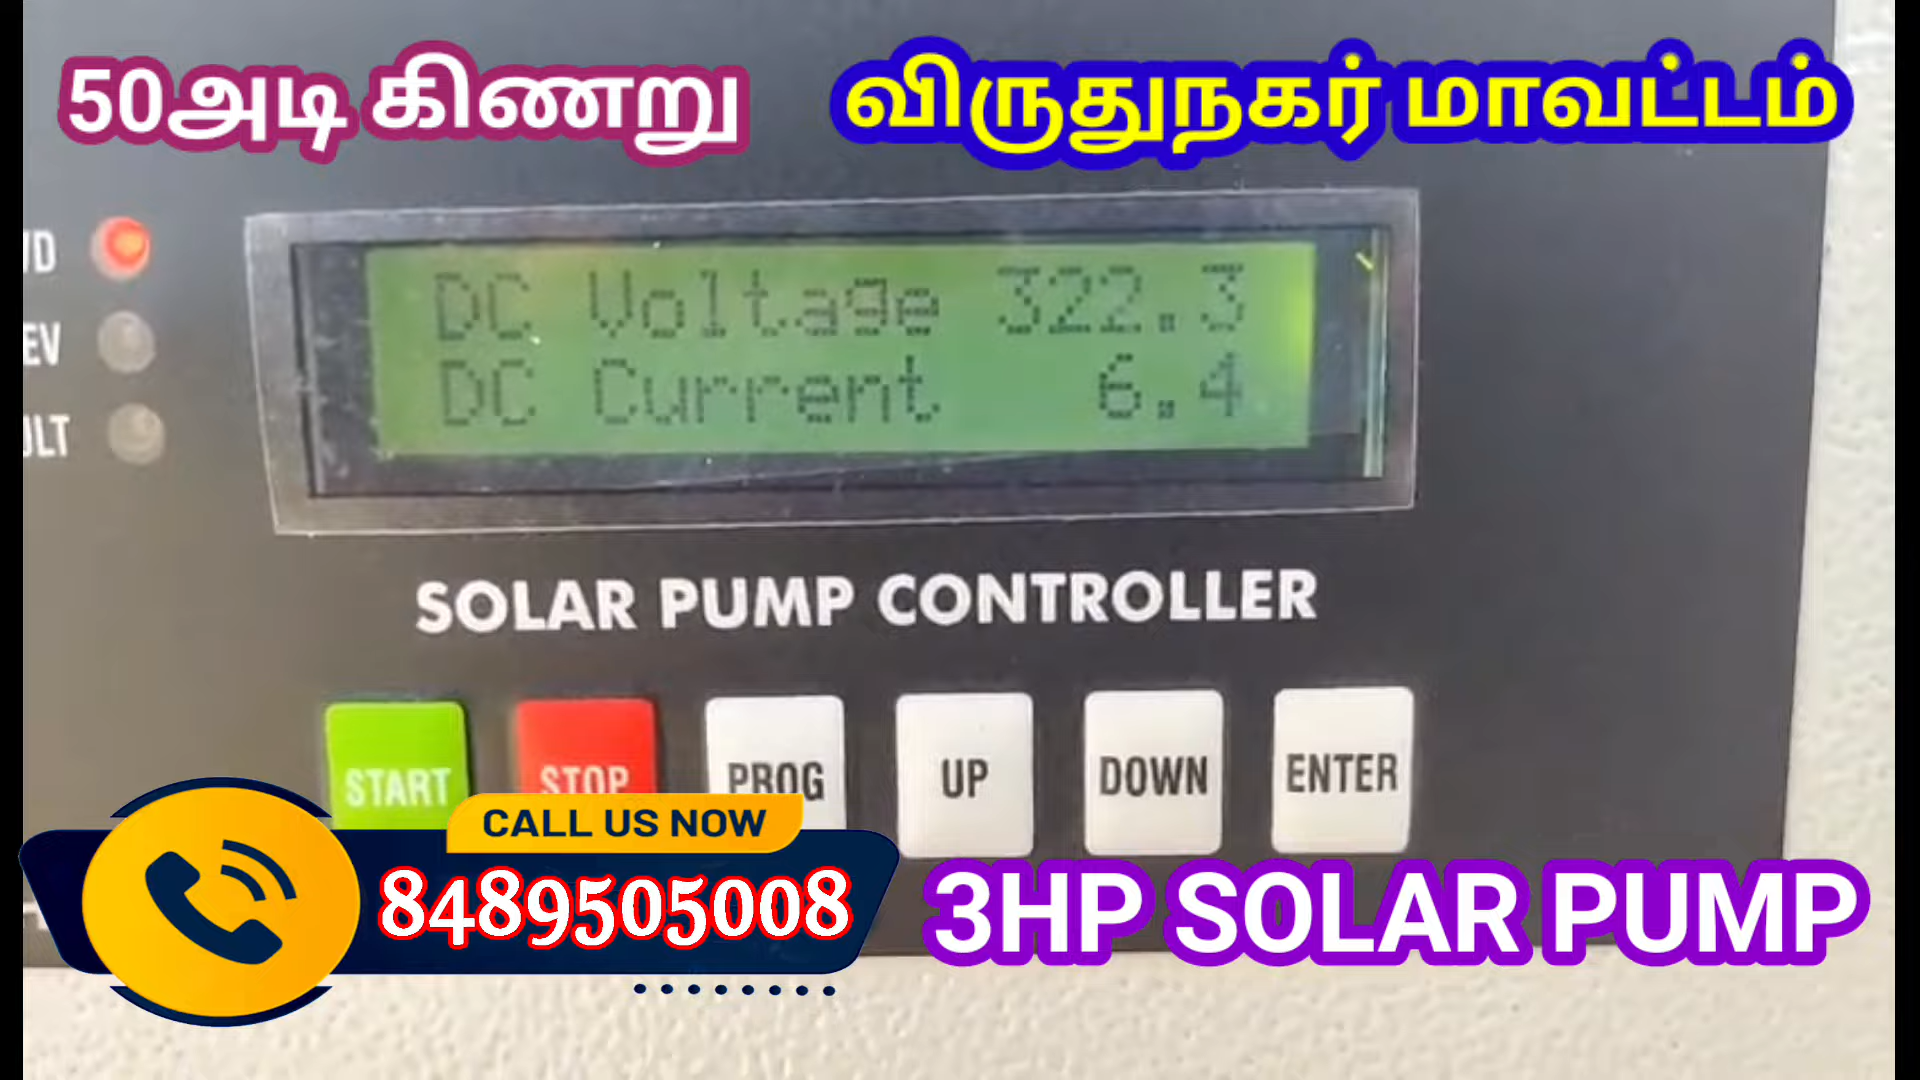 50அடி கிணறு
விருதுநகர் மாவட்டம்
DC Voltage 322.3
DC Current 6.4
SOLAR PUMP CONTROLLER
START
STOP
PROG
UP
DOWN
ENTER
CALL US NOW
8489505008
3HP SOLAR PUMP